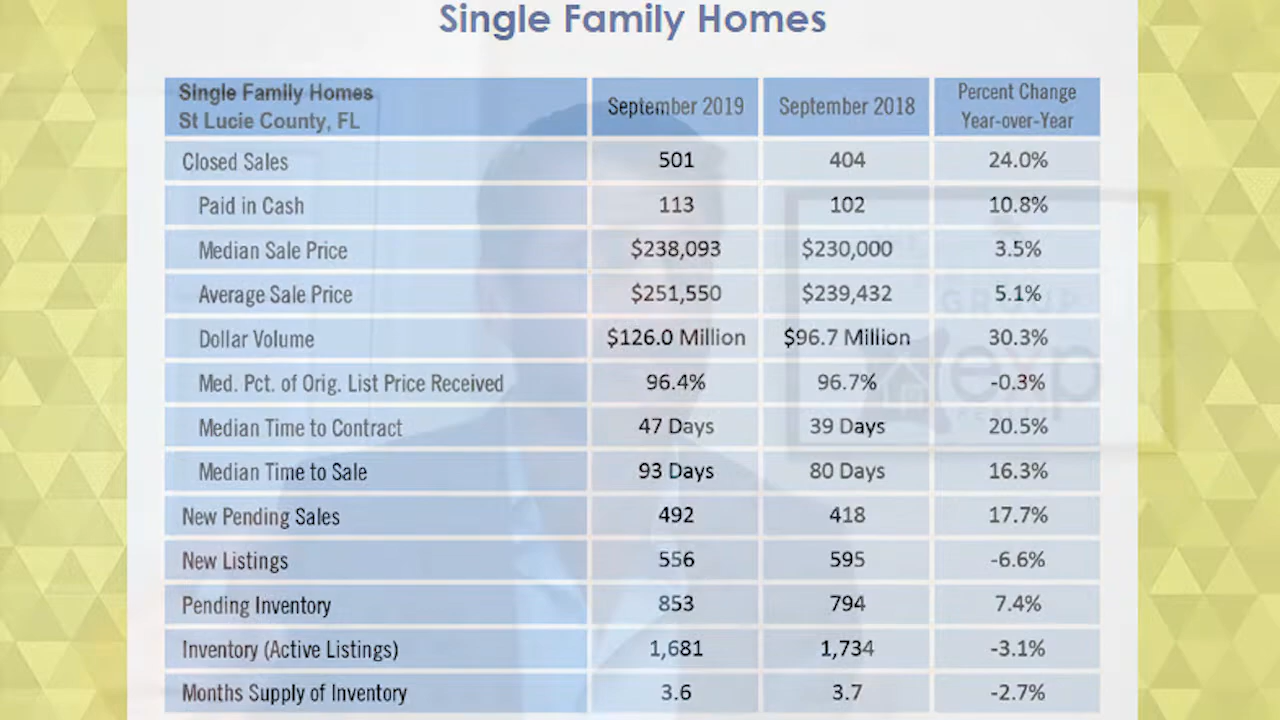 Single Family Homes
Single Family Homes
St Lucie County, FL
September 2019 September 2018 Percent Change
Year-over-Year
Closed Sales 501 404 24.0%
Paid in Cash 113 102 10.8%
Median Sale Price $238,093 $230,000 3.5%
Average Sale Price $251,550 $239,432 5.1%
Dollar Volume $126.0 Million $96.7 Million 30.3%
Med. Pct. of Orig. List Price Received 96.4% 96.7% -0.3%
Median Time to Contract 47 Days 39 Days 20.5%
Median Time to Sale 93 Days 80 Days 16.3%
New Pending Sales 492 418 17.7%
New Listings 556 595 -6.6%
Pending Inventory 853 794 7.4%
Inventory (Active Listings) 1,681 1,734 -3.1%
Months Supply of Inventory 3.6 3.7 -2.7%
GROUP
exp